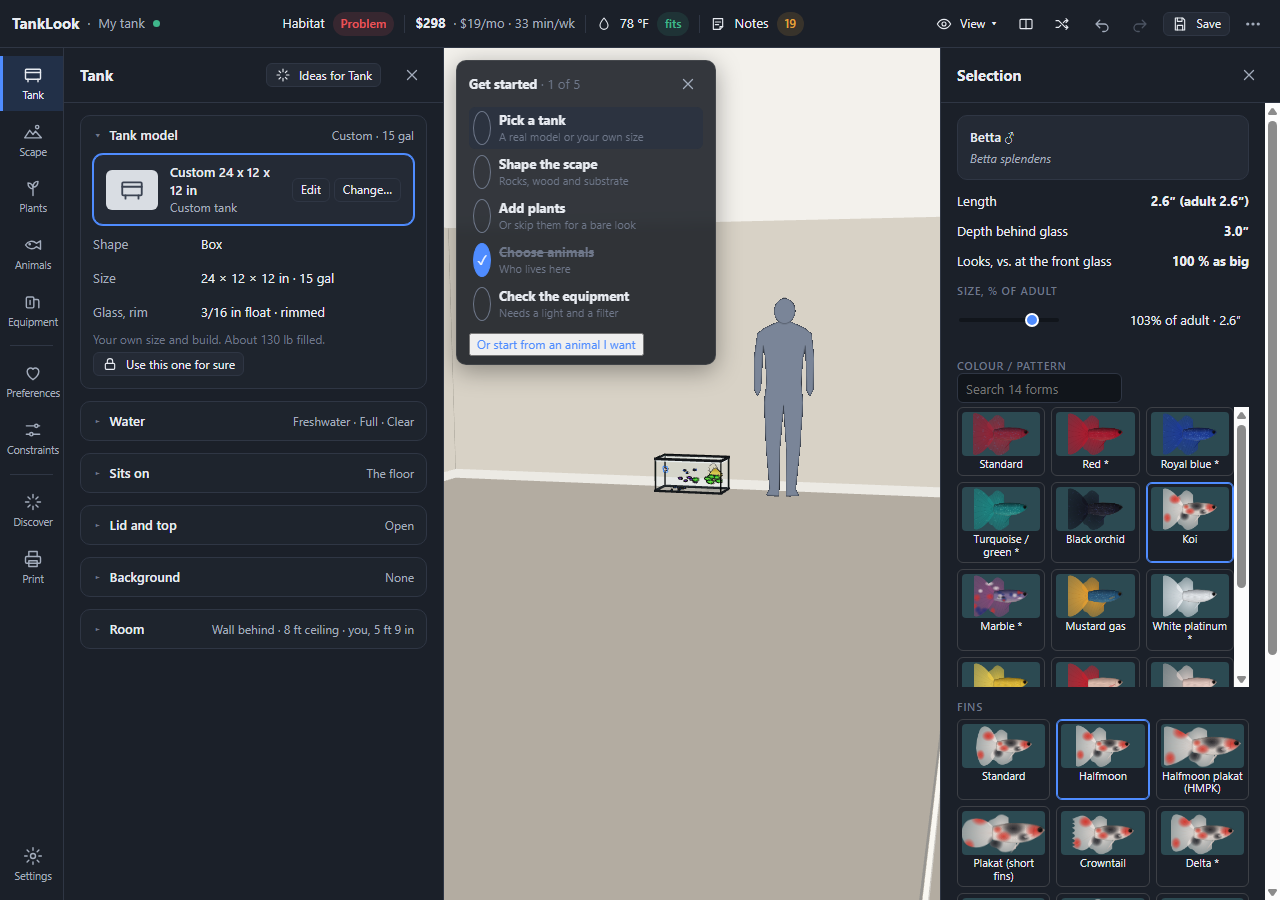 TankLook · My tank
Habitat Problem $298 · $19/mo · 33 min/wk 78 °F fits Notes 19 View Save
Tank
Scape
Plants
Animals
Equipment
Preferences
Constraints
Discover
Print
Settings
Tank Ideas for Tank
Tank model Custom · 15 gal
Custom 24 x 12 x
12 in
Custom tank
Edit Change...
Shape Box
Size 24 × 12 × 12 in · 15 gal
Glass, rim 3/16 in float · rimmed
Your own size and build. About 130 lb filled.
Use this one for sure
Water Freshwater · Full · Clear
Sits on The floor
Lid and top Open
Background None
Room Wall behind · 8 ft ceiling · you, 5 ft 9 in
Get started · 1 of 5
Pick a tank
A real model or your own size
Shape the scape
Rocks, wood and substrate
Add plants
Or skip them for a bare look
Choose animals
Who lives here
Check the equipment
Needs a light and a filter
Or start from an animal I want
Selection
Betta ♂
Betta splendens
Length 2.6″ (adult 2.6″)
Depth behind glass 3.0″
Looks, vs. at the front glass 100 % as big
SIZE, % OF ADULT
103% of adult · 2.6″
COLOUR / PATTERN
Search 14 forms
Standard Red * Royal blue *
Turquoise /
green *
Black orchid
Koi
Marble *
Mustard gas
White platinum
*
FINS
Standard
Halfmoon
Halfmoon plakat
(HMPK)
Plakat (short
fins)
Crowntail
Delta *